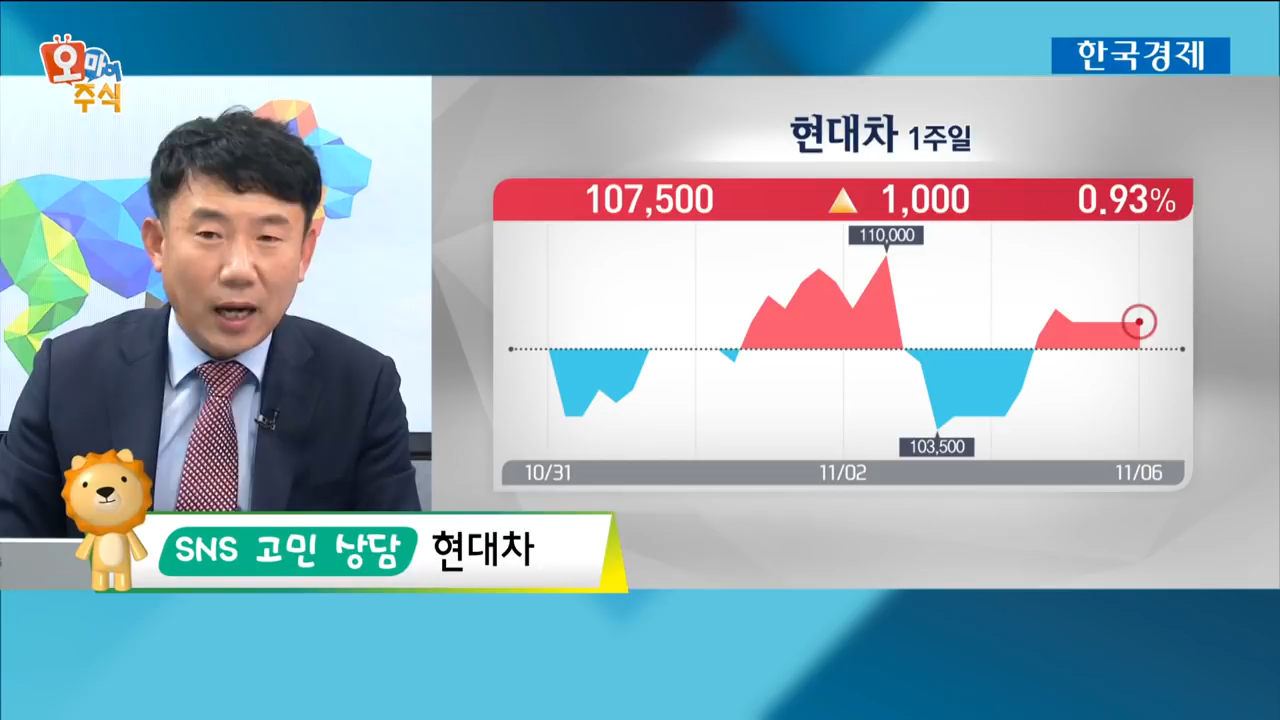 오마이
주식
한국경제
현대차 1주일
107,500 1,000 0.93%
110,000
103,500
10/31 11/02 11/06
SNS 고민 상담 현대차